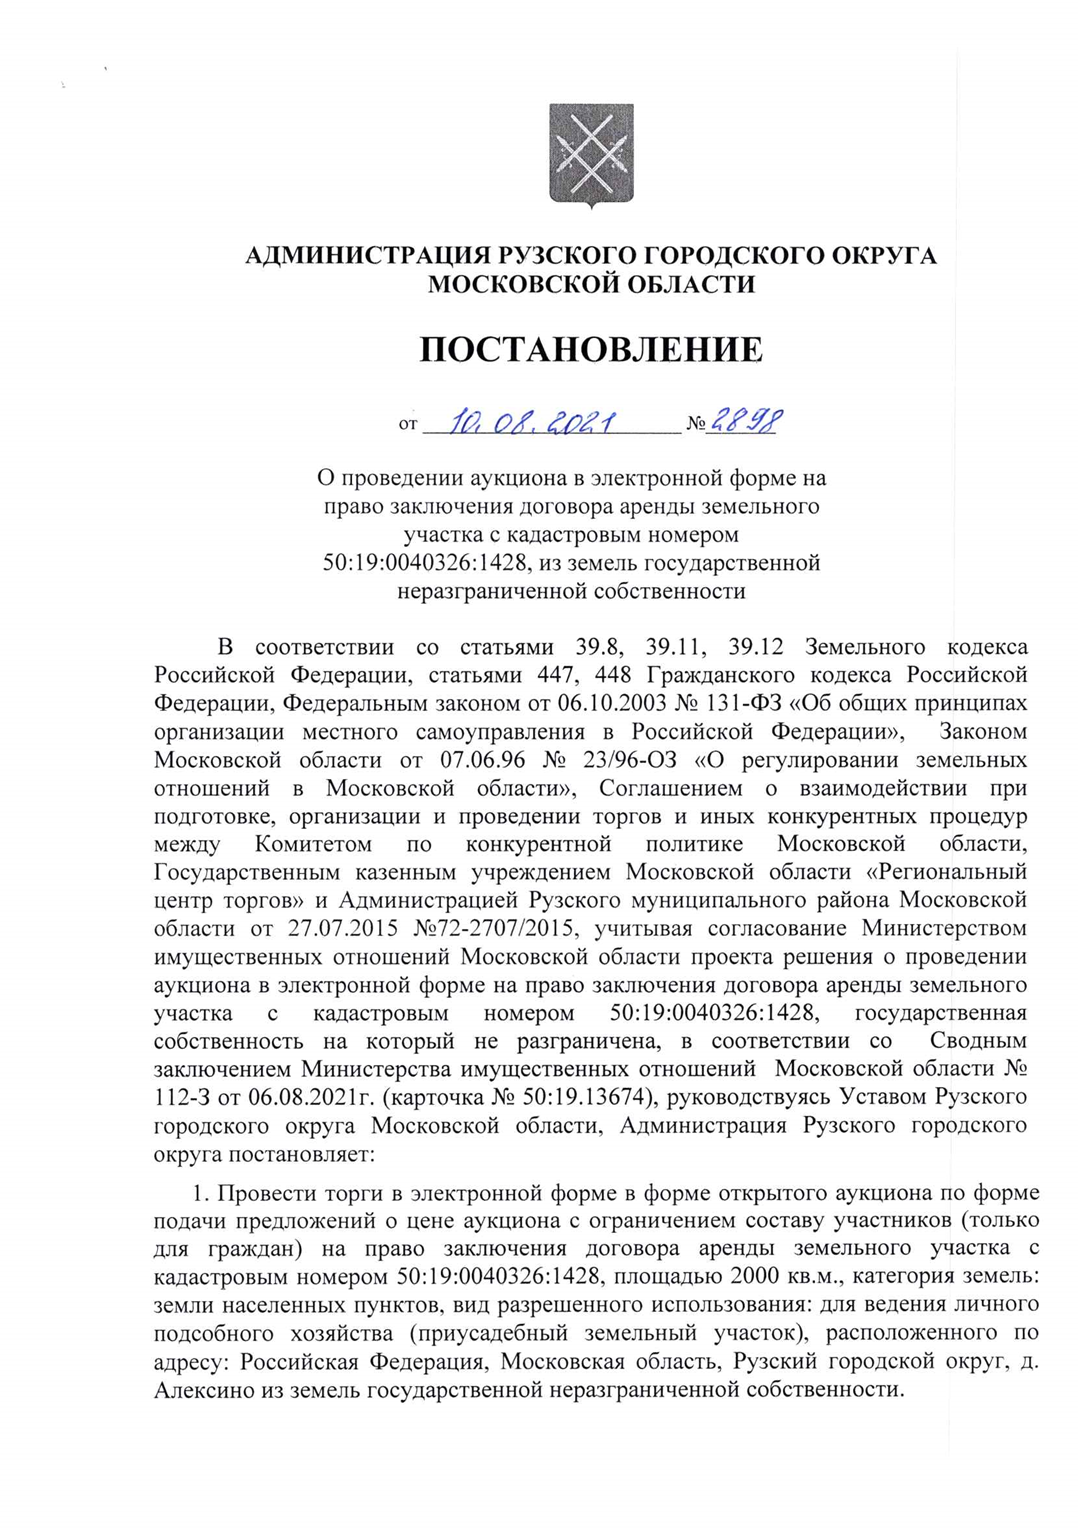 АДМИНИСТРАЦИЯ РУЗСКОГО ГОРОДСКОГО ОКРУГА
МОСКОВСКОЙ ОБЛАСТИ
ПОСТАНОВЛЕНИЕ
от 10.08.2021 № 2898
О проведении аукциона в электронной форме на
право заключения договора аренды земельного
участка с кадастровым номером
50:19:0040326:1428, из земель государственной
неразграниченной собственности
В соответствии со статьями 39.8, 39.11, 39.12 Земельного кодекса
Российской Федерации, статьями 447, 448 Гражданского кодекса Российской
Федерации, Федеральным законом от 06.10.2003 № 131-ФЗ «Об общих принципах
организации местного самоуправления в Российской Федерации», Законом
Московской области от 07.06.96 № 23/96-ОЗ «О регулировании земельных
отношений в Московской области», Соглашением о взаимодействии при
подготовке, организации и проведении торгов и иных конкурентных процедур
между Комитетом по конкурентной политике Московской области,
Государственным казенным учреждением Московской области «Региональный
центр торгов» и Администрацией Рузского муниципального района Московской
области от 27.07.2015 №72-2707/2015, учитывая согласование Министерством
имущественных отношений Московской области проекта решения о проведении
аукциона в электронной форме на право заключения договора аренды земельного
участка с кадастровым номером 50:19:0040326:1428, государственная
собственность на который не разграничена, в соответствии со Сводным
заключением Министерства имущественных отношений Московской области №
112-З от 06.08.2021г. (карточка № 50:19.13674), руководствуясь Уставом Рузского
городского округа Московской области, Администрация Рузского городского
округа постановляет:
1. Провести торги в электронной форме в форме открытого аукциона по форме
подачи предложений о цене аукциона с ограничением составу участников (только
для граждан) на право заключения договора аренды земельного участка с
кадастровым номером 50:19:0040326:1428, площадью 2000 кв.м., категория земель:
земли населенных пунктов, вид разрешенного использования: для ведения личного
подсобного хозяйства (приусадебный земельный участок), расположенного по
адресу: Российская Федерация, Московская область, Рузский городской округ, д.
Алексино из земель государственной неразграниченной собственности.